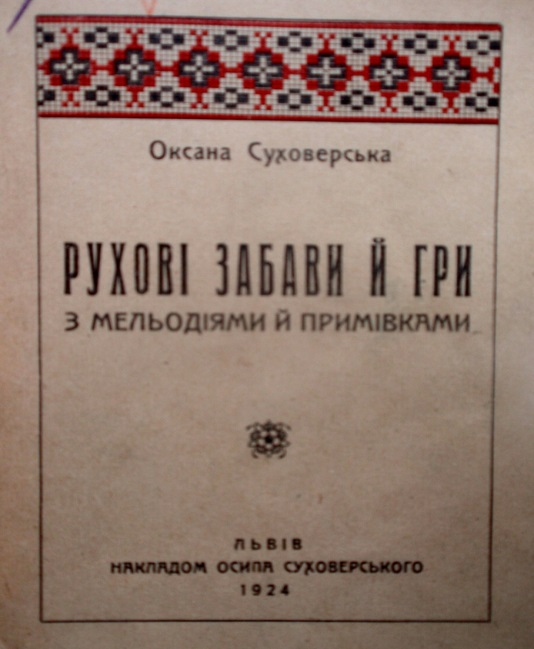 Оксана Суховерська
РУХОВІ ЗАБАВИ Й ГРИ
З МЕЛЬОДІЯМИ Й ПРИМІВКАМИ
ЛЬВІВ
НАКЛАДОМ ОСИПА СУХОВЕРСЬКОГО
1924